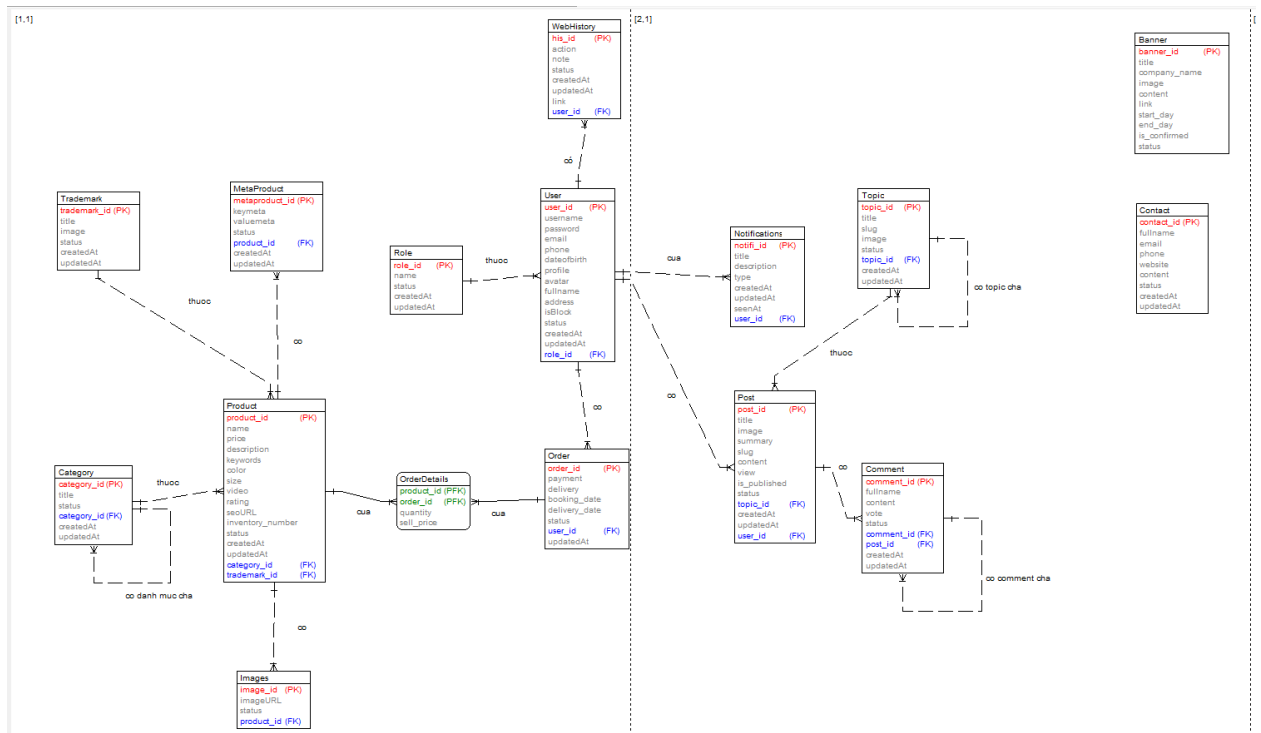 [1,1]
[2,1]
[
WebHistory
his_id (PK)
action
note
status
createdAt
updatedAt
link
user_id (FK)
có
Banner
banner_id (PK)
title
company_name
image
content
link
start_day
end_day
is_confirmed
status
Trademark
trademark_id (PK)
title
image
status
createdAt
updatedAt
thuoc
MetaProduct
metaproduct_id (PK)
keymeta
valuemeta
status
product_id (FK)
createdAt
updatedAt
co
Role
role_id (PK)
name
status
createdAt
updatedAt
thuoc
User
user_id (PK)
username
password
email
phone
dateofbirth
profile
avatar
fullname
address
isBlock
status
createdAt
updatedAt
role_id (FK)
cua
co
co
Notifications
notifi_id (PK)
title
description
type
createdAt
updatedAt
seenAt
user_id (FK)
Topic
topic_id (PK)
title
slug
image
status
topic_id (FK)
createdAt
updatedAt
co topic cha
thuoc
Contact
contact_id (PK)
fullname
email
phone
website
content
status
createdAt
updatedAt
Category
category_id (PK)
title
status
category_id (FK)
createdAt
updatedAt
thuoc
co danh muc cha
Product
product_id (PK)
name
price
description
keywords
color
size
video
rating
seoURL
inventory_number
status
createdAt
updatedAt
category_id (FK)
trademark_id (FK)
cua
co
OrderDetails
product_id (PFK)
order_id (PFK)
quantity
sell_price
cua
Order
order_id (PK)
payment
delivery
booking_date
delivery_date
status
user_id (FK)
updatedAt
Post
post_id (PK)
title
image
summary
slug
content
view
is_published
status
topic_id (FK)
createdAt
updatedAt
user_id (FK)
co
Comment
comment_id (PK)
fullname
content
vote
status
comment_id (FK)
post_id (FK)
createdAt
updatedAt
co comment cha
Images
image_id (PK)
imageURL
status
product_id (FK)